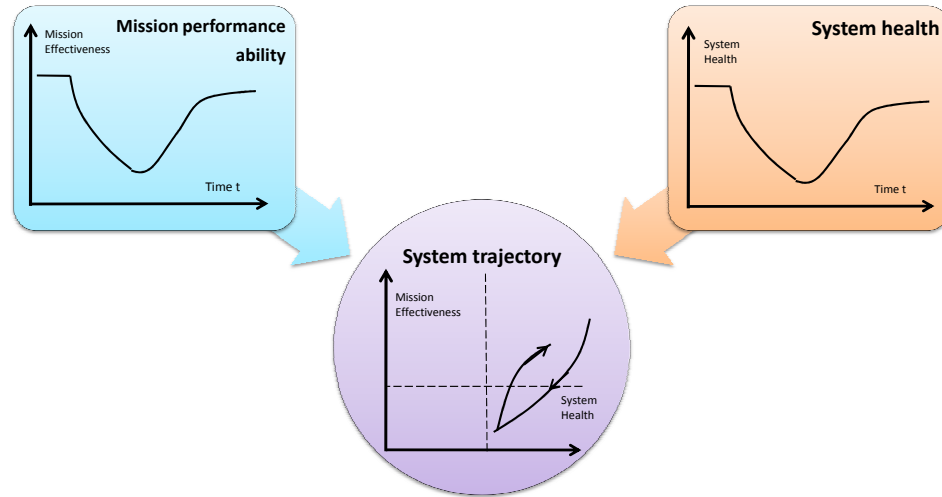 Mission performance
ability
Mission
Effectiveness
Time t
System health
System
Health
Time t
System trajectory
Mission
Effectiveness
System
Health